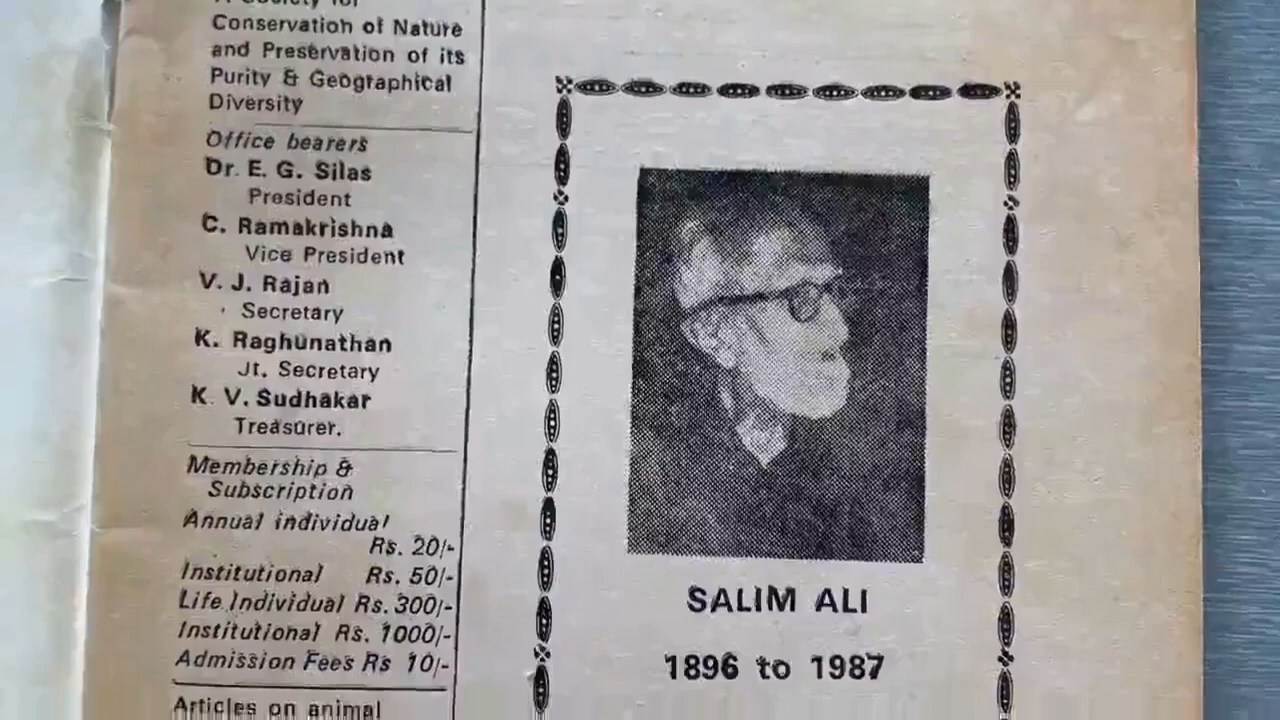 A Society for
Conservation of Nature
and Preservation of its
Purity & Geographical
Diversity
Office bearers
Dr. E. G. Silas
President
C. Ramakrishna
Vice President
V. J. Rajan
Secretary
K. Raghunathan
Jt. Secretary
K. V. Sudhakar
Treasurer.
Membership &
Subscription
Annual individual
Rs. 20/-
Institutional Rs. 50/-
Life Individual Rs. 300/-
Institutional Rs. 1000/-
Admission Fees Rs 10/-
Articles on animal
SALIM ALI
1896 to 1987